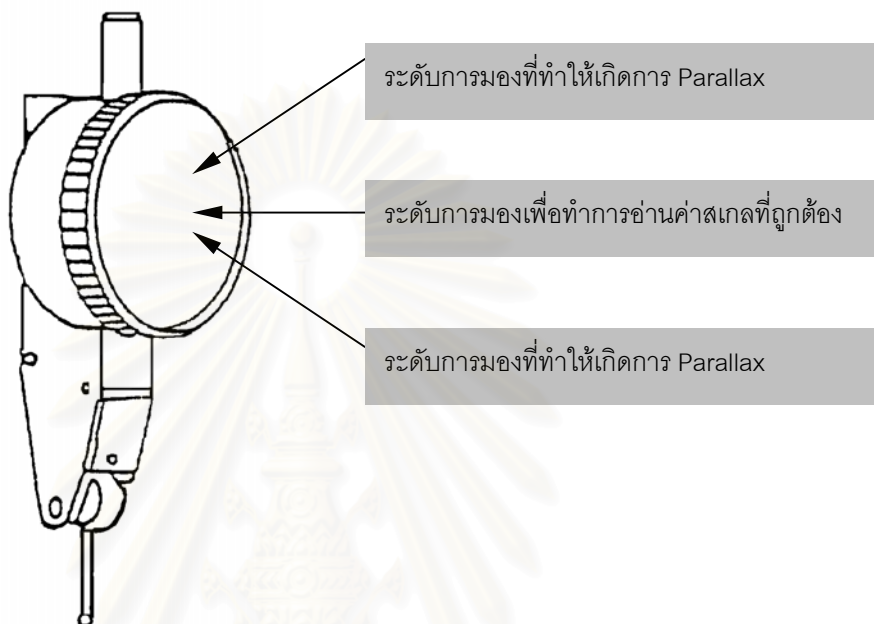 ระดับการมองที่ทำให้เกิดการ Parallax
ระดับการมองเพื่อทำการอ่านค่าสเกลที่ถูกต้อง
ระดับการมองที่ทำให้เกิดการ Parallax